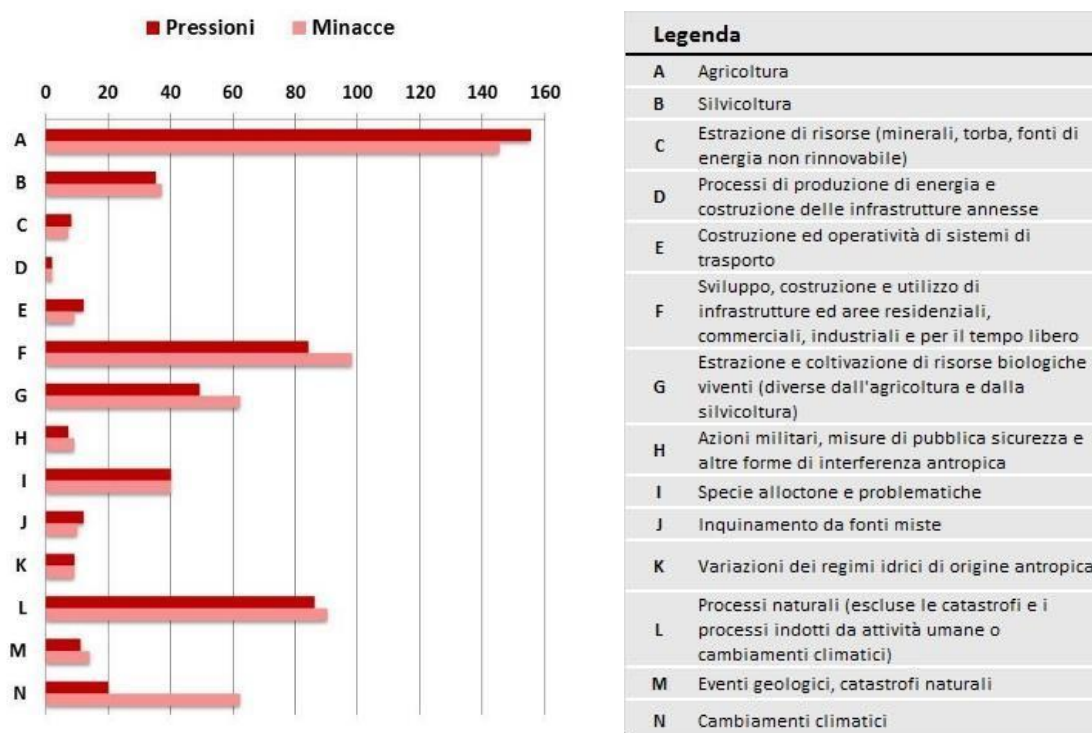 Pressioni Minacce
0 20 40 60 80 100 120 140 160
A
B
C
D
E
F
G
H
I
J
K
L
M
N
Legenda
A Agricoltura
B Silvicoltura
C Estrazione di risorse (minerali, torba, fonti di
energia non rinnovabile)
D Processi di produzione di energia e
costruzione delle infrastrutture annesse
E Costruzione ed operatività di sistemi di
trasporto
F Sviluppo, costruzione e utilizzo di
infrastrutture ed aree residenziali,
commerciali, industriali e per il tempo libero
G Estrazione e coltivazione di risorse biologiche
viventi (diverse dall'agricoltura e dalla
silvicoltura)
H Azioni militari, misure di pubblica sicurezza e
altre forme di interferenza antropica
I Specie alloctone e problematiche
J Inquinamento da fonti miste
K Variazioni dei regimi idrici di origine antropica
L Processi naturali (escluse le catastrofi e i
processi indotti da attività umane o
cambiamenti climatici)
M Eventi geologici, catastrofi naturali
N Cambiamenti climatici